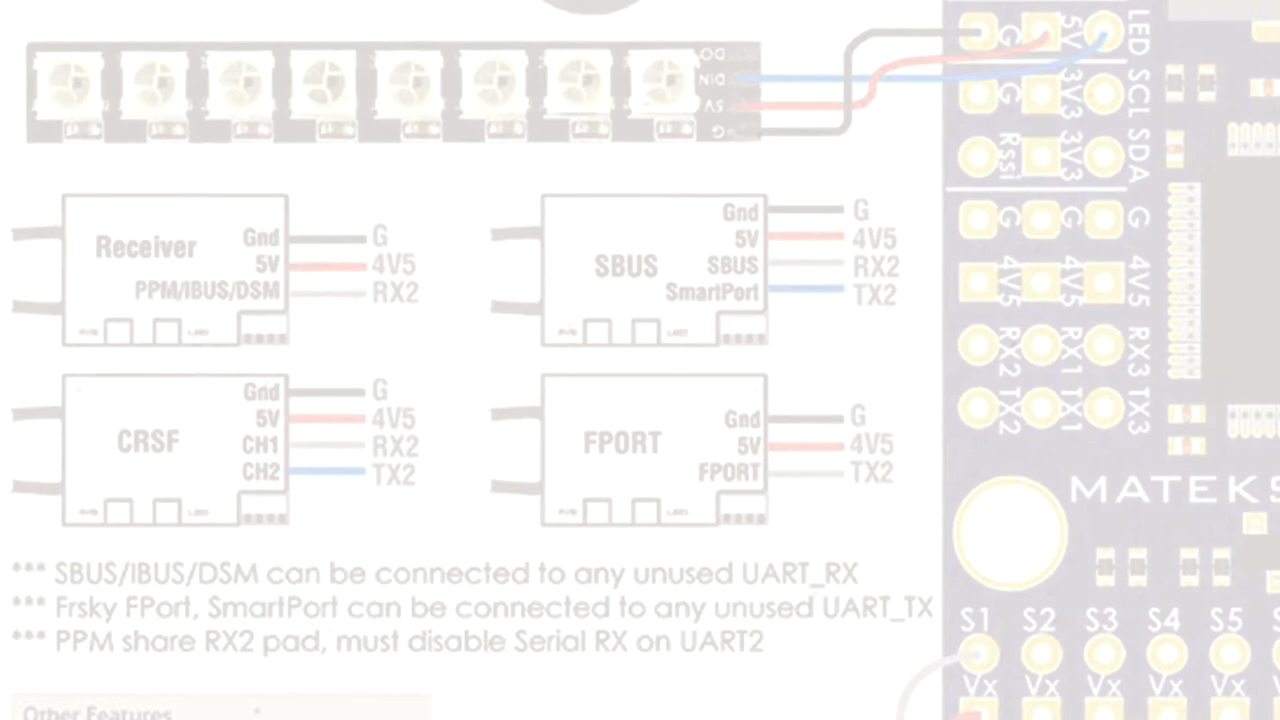 DO
DIN
5V
G
G 5V LED
G 3V3 SCL
Rssi 3V3 SDA
G G G
4V5 4V5 4V5
RX2 RX1 RX3
TX2 TX1 TX3
Receiver
Gnd G
5V 4V5
PPM/IBUS/DSM RX2
SBUS
Gnd G
5V 4V5
SBUS RX2
SmartPort TX2
CRSF
Gnd G
5V 4V5
CH1 RX2
CH2 TX2
FPORT
Gnd G
5V 4V5
FPORT TX2
MATEKS
*** SBUS/IBUS/DSM can be connected to any unused UART_RX
*** Frsky FPort, SmartPort can be connected to any unused UART_TX
*** PPM share RX2 pad, must disable Serial RX on UART2
S1 S2 S3 S4 S5
Vx Vx Vx Vx Vx
Other Features